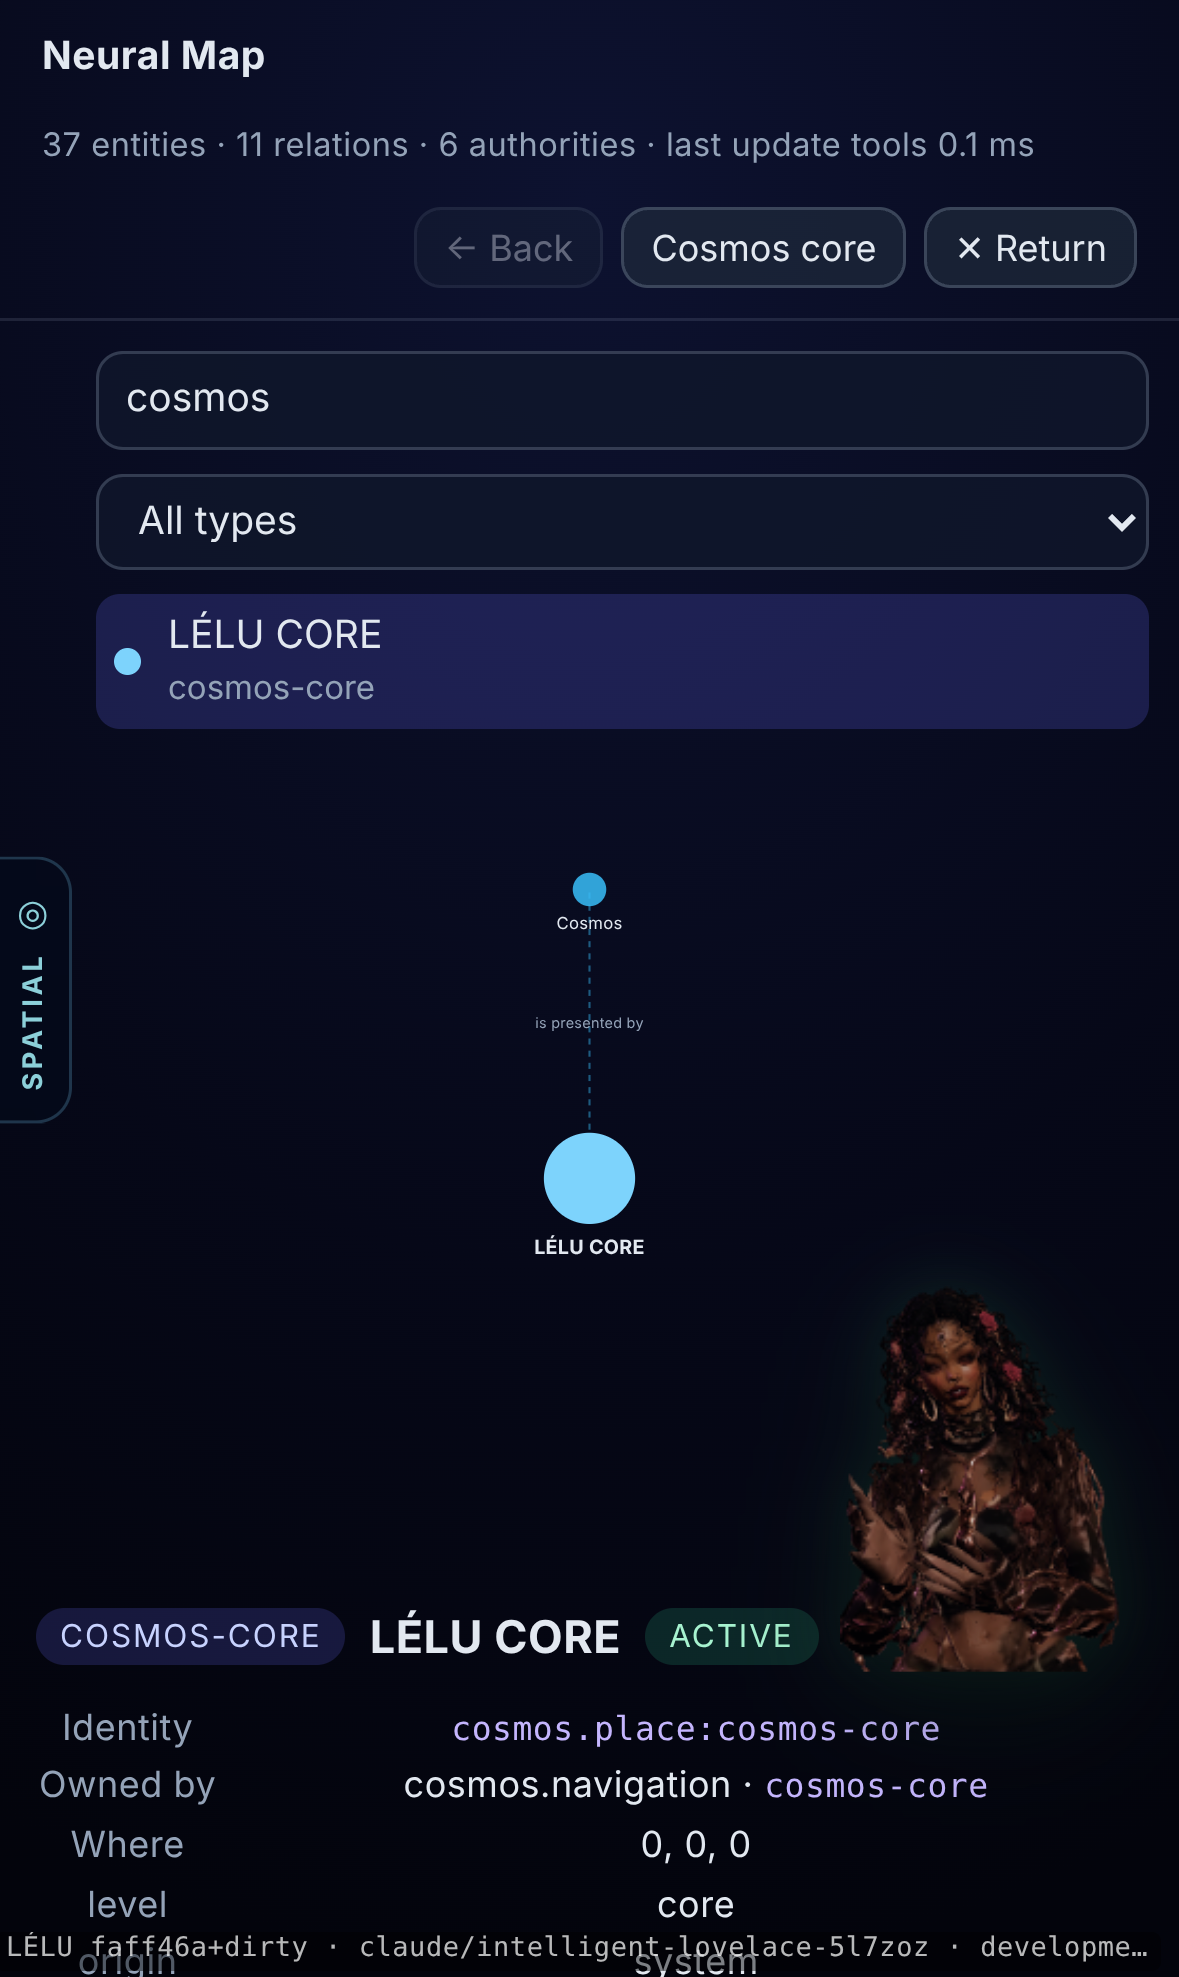 Neural Map
37 entities · 11 relations · 6 authorities · last update tools 0.1 ms
← Back
Cosmos core
✕ Return
cosmos
All types
LÉLU CORE
cosmos-core
SPATIAL ◎
Cosmos
is presented by
LÉLU CORE
COSMOS-CORE LÉLU CORE ACTIVE
Identity cosmos.place:cosmos-core
Owned by cosmos.navigation · cosmos-core
Where 0, 0, 0
level core
origin system
LÉLU faff46a+dirty · claude/intelligent-lovelace-5l7zoz · developme…